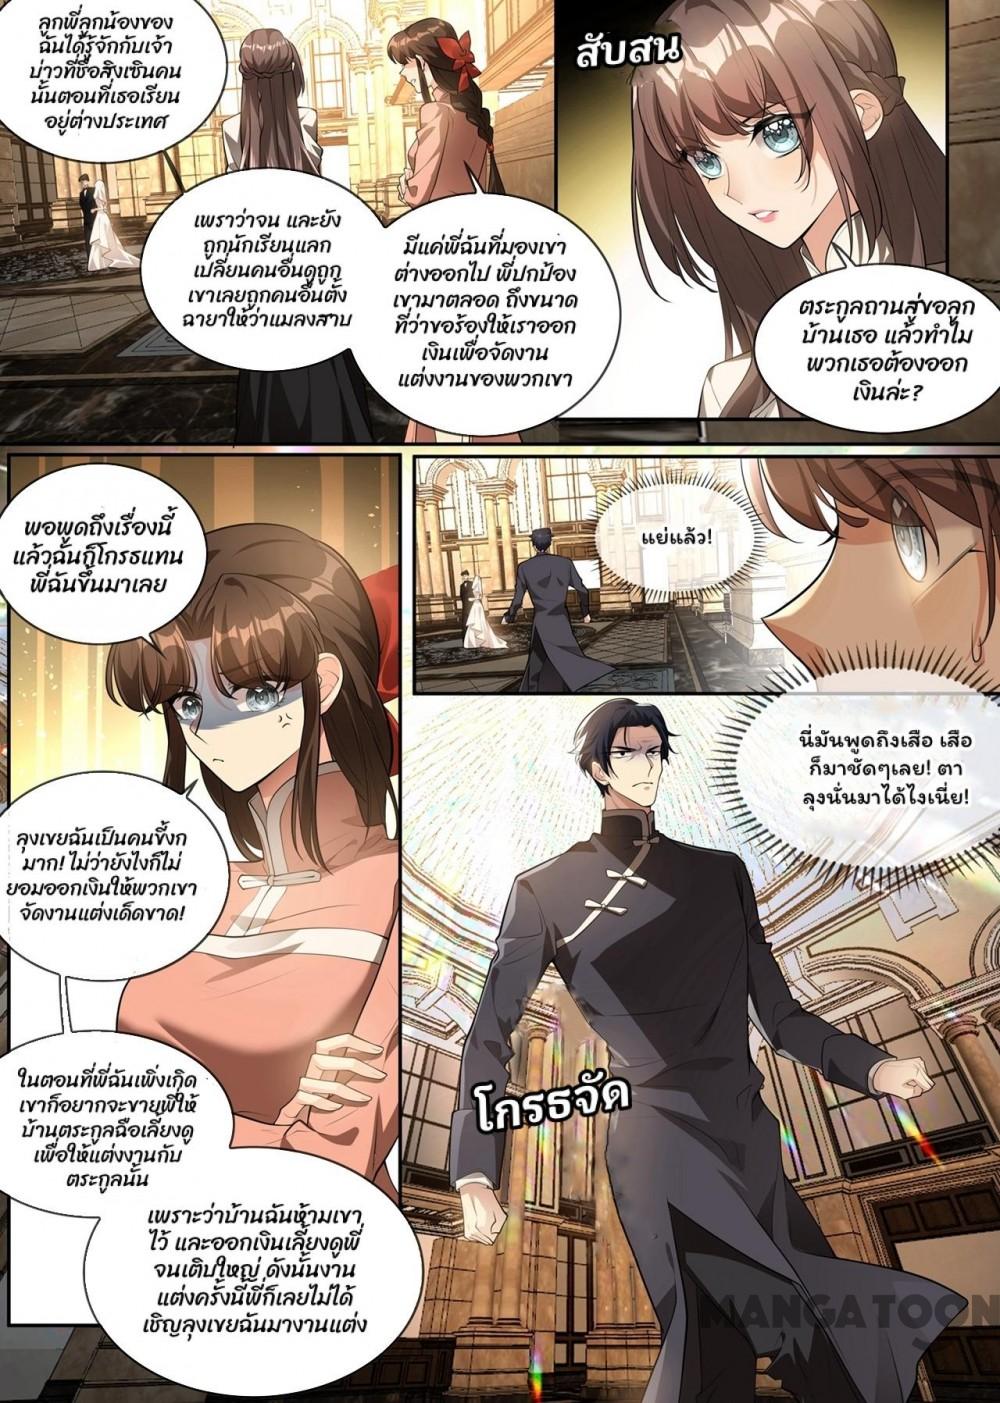 ลูกพี่ลูกน้องของ
ฉันได้รู้จักกับเจ้า
บ่าวที่ชื่อสิงเซินคน
นั้นตอนที่เธอเรียน
อยู่ต่างประเทศ
เพราะว่าจน และยัง
ถูกนักเรียนแลก
เปลี่ยนคนอื่นดูถูก
เขาเลยถูกคนอื่นตั้ง
ฉายาให้ว่าแมลงสาบ
มีแค่พี่ฉันที่มองเขา
ต่างออกไป พี่ปกป้อง
เขามาตลอด ถึงขนาด
ที่ว่าขอร้องให้เราออก
เงินเพื่อจัดงาน
แต่งงานของพวกเขา
สับสน
ตระกูลถานสู่ขอลูก
บ้านเธอ แล้วทำไม
พวกเธอต้องออก
เงินล่ะ?
พอพูดถึงเรื่องนี้
แล้วฉันก็โกรธแทน
พี่ฉันขึ้นมาเลย
ลุงเขยฉันเป็นคนขี้งก
มาก! ไม่ว่ายังไงก็ไม่
ยอมออกเงินให้พวกเขา
จัดงานแต่งเด็ดขาด!
ในตอนที่พี่ฉันเพิ่งเกิด
เขาก็อยากจะขายพี่ให้
บ้านตระกูลฉือเลี้ยงดู
เพื่อให้แต่งงานกับ
ตระกูลนั้น
เพราะว่าบ้านฉันห้ามเขา
ไว้ และออกเงินเลี้ยงดูพี่
จนเติบใหญ่ ดังนั้นงาน
แต่งครั้งนี้พี่ก็เลยไม่ได้
เชิญลุงเขยฉันมางานแต่ง
แย่แล้ว!
นี่มันพูดถึงเสือ เสือ
ก็มาชัดๆเลย! ตา
ลุงนั่นมาได้ไงเนี่ย!
โกรธจัด
MANGATOON